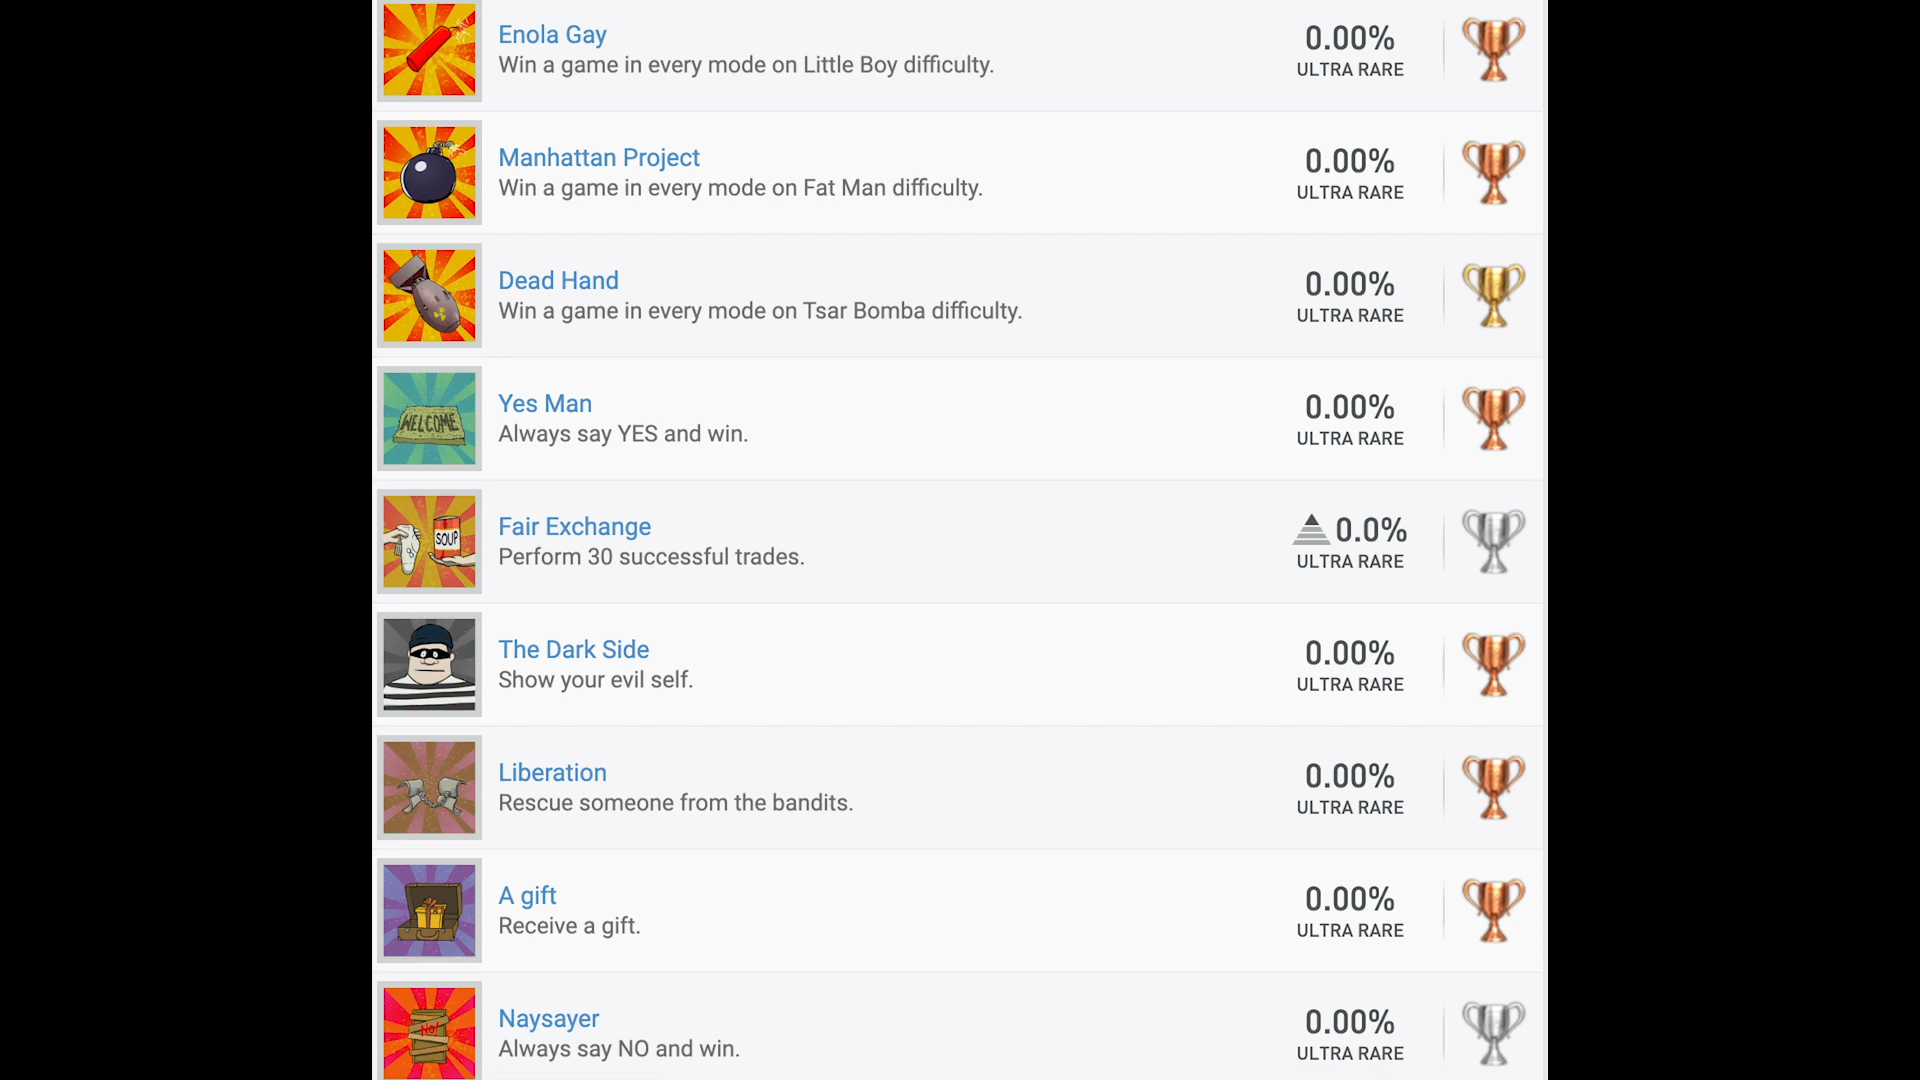 Enola Gay
Win a game in every mode on Little Boy difficulty.
0.00%
ULTRA RARE
Manhattan Project
Win a game in every mode on Fat Man difficulty.
0.00%
ULTRA RARE
Dead Hand
Win a game in every mode on Tsar Bomba difficulty.
0.00%
ULTRA RARE
WELCOME
Yes Man
Always say YES and win.
0.00%
ULTRA RARE
SOUP
Fair Exchange
Perform 30 successful trades.
0.0%
ULTRA RARE
The Dark Side
Show your evil self.
0.00%
ULTRA RARE
Liberation
Rescue someone from the bandits.
0.00%
ULTRA RARE
A gift
Receive a gift.
0.00%
ULTRA RARE
No!
Naysayer
Always say NO and win.
0.00%
ULTRA RARE